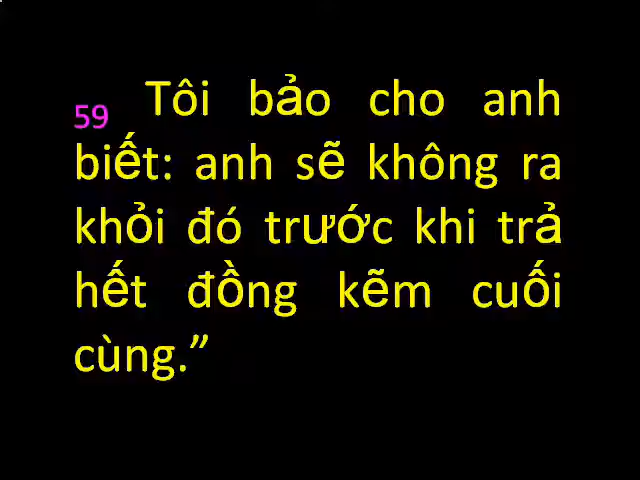 59 Tôi bảo cho anh
biết: anh sẽ không ra
khỏi đó trước khi trả
hết đồng kẽm cuối
cùng.”